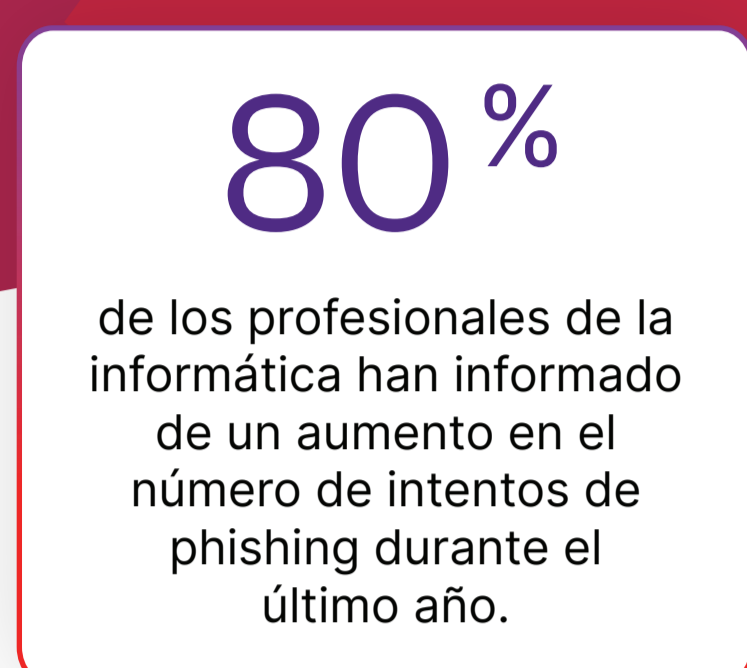 80 %
de los profesionales de la
informática han informado
de un aumento en el
número de intentos de
phishing durante el
último año.